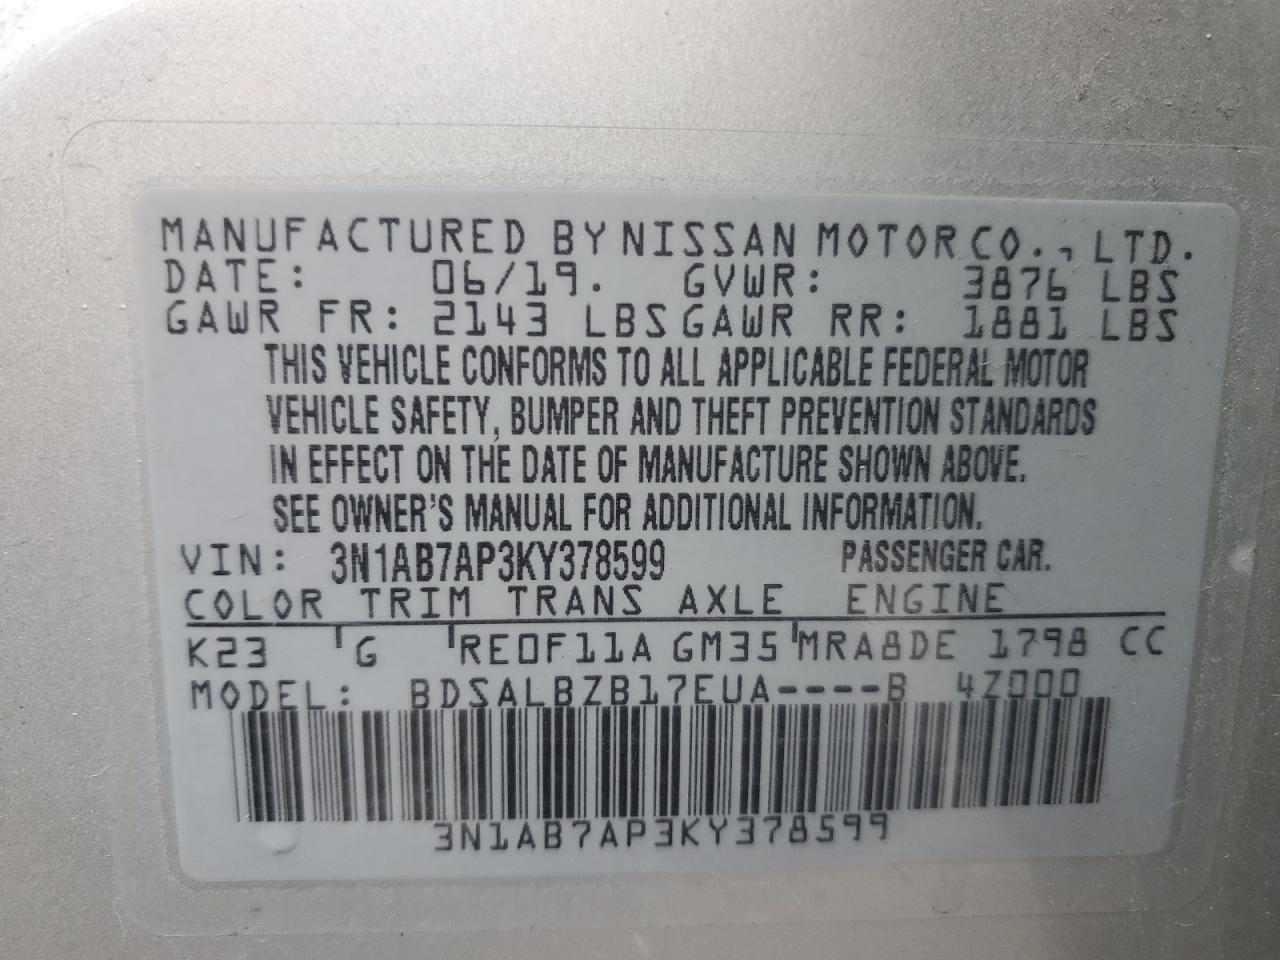 MANUFACTURED BY NISSAN MOTOR CO., LTD.
DATE: 06/19. GVWR: 3876 LBS
GAWR FR: 2143 LBS GAWR RR: 1881 LBS
THIS VEHICLE CONFORMS TO ALL APPLICABLE FEDERAL MOTOR
VEHICLE SAFETY, BUMPER AND THEFT PREVENTION STANDARDS
IN EFFECT ON THE DATE OF MANUFACTURE SHOWN ABOVE.
SEE OWNER'S MANUAL FOR ADDITIONAL INFORMATION.
VIN: 3N1AB7AP3KY378599 PASSENGER CAR.
COLOR TRIM TRANS AXLE ENGINE
K23 G RE0F11A GM35 MRA8DE 1798 CC
MODEL: BDSALBZB17EUA----B 4Z000
3N1AB7AP3KY378599